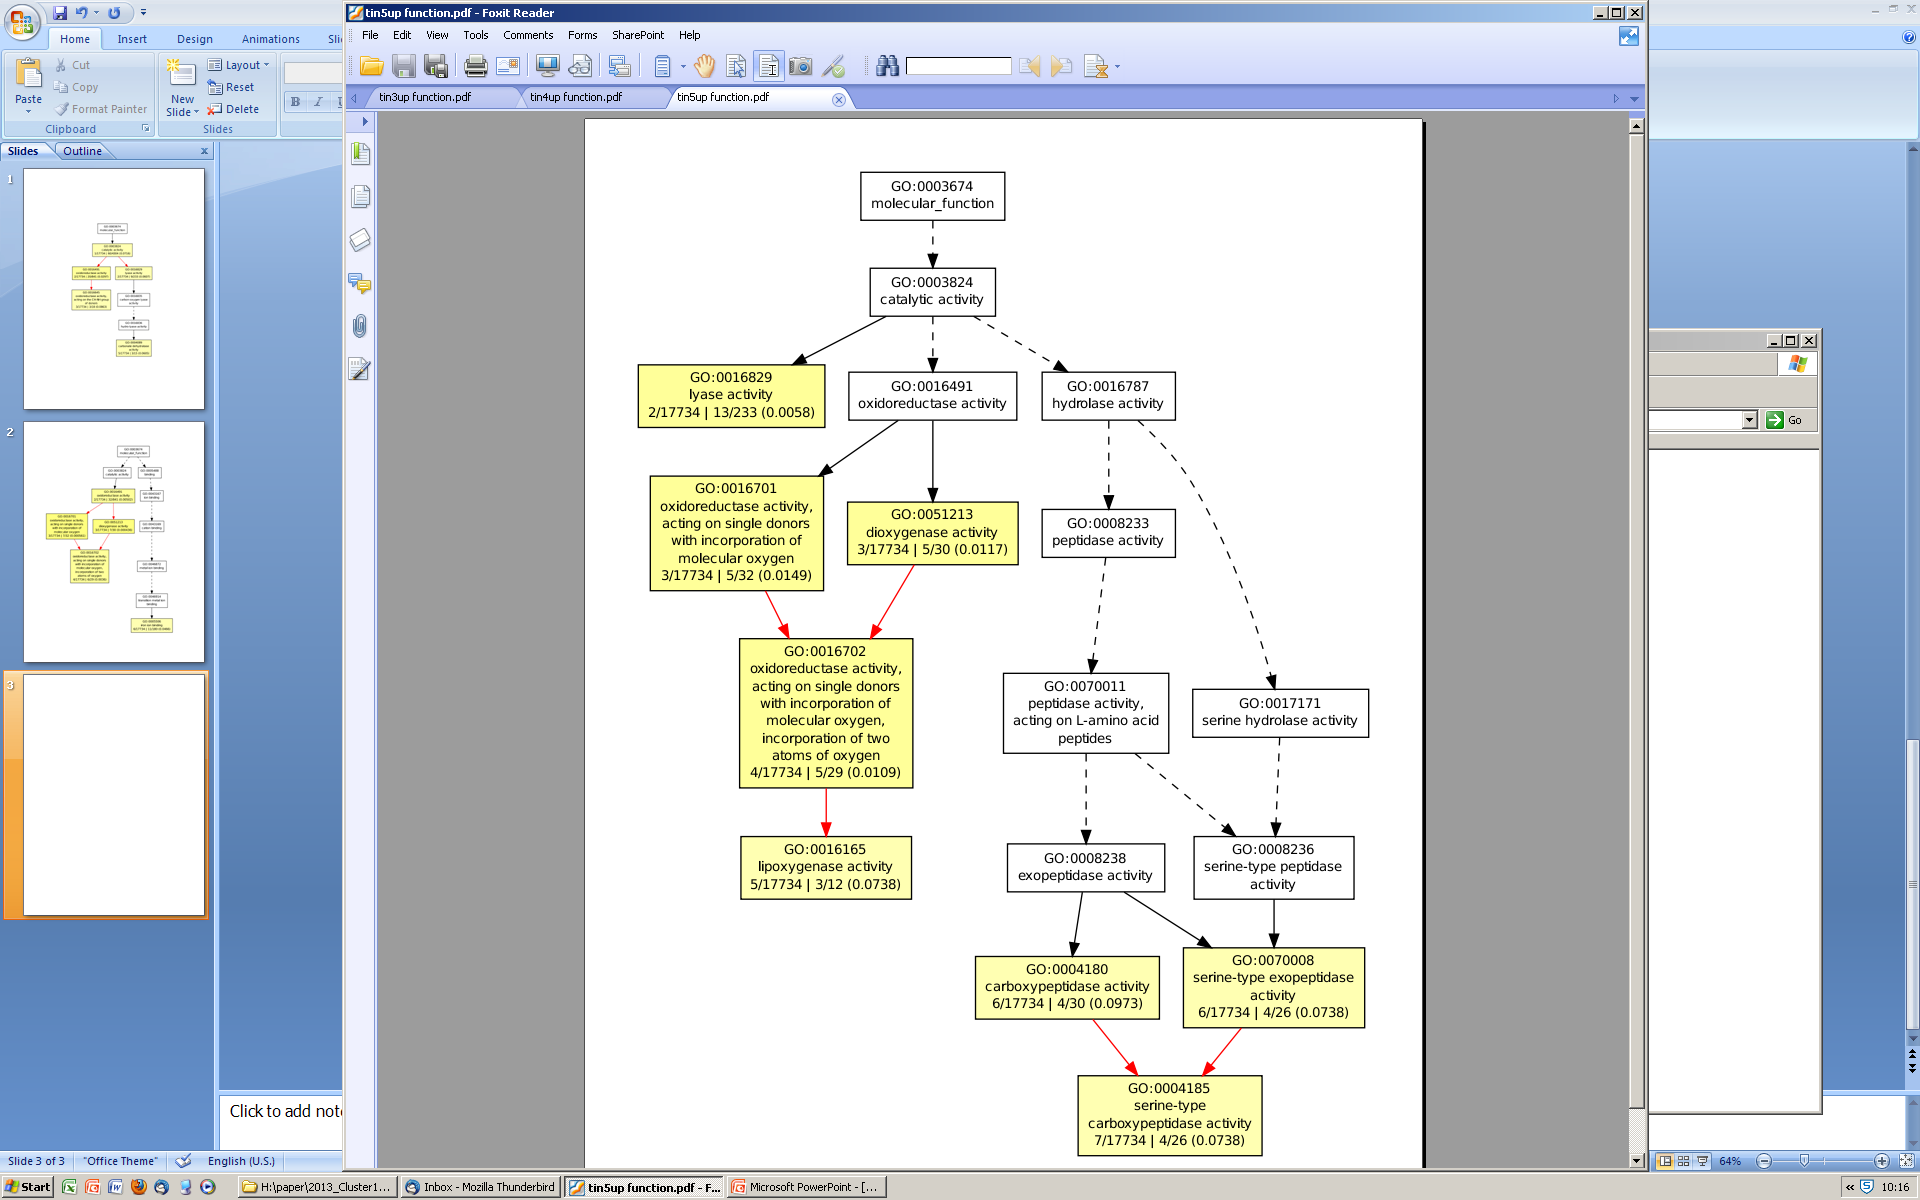 tin5up function.pdf - Foxit Reader
File Edit View Tools Comments Forms SharePoint Help
tin3up function.pdf
tin4up function.pdf
tin5up function.pdf
Home Insert Design Animations
Paste
Cut
Copy
Format Painter
Clipboard
New
Slide
Layout
Reset
Delete
Slides
B I U
Slides Outline x
1
2
3
GO:0003674
molecular_function
GO:0003824
catalytic activity
GO:0016829
lyase activity
2/17734 | 13/233 (0.0058)
GO:0016491
oxidoreductase activity
GO:0016787
hydrolase activity
GO:0016701
oxidoreductase activity,
acting on single donors
with incorporation of
molecular oxygen
3/17734 | 5/32 (0.0149)
GO:0051213
dioxygenase activity
3/17734 | 5/30 (0.0117)
GO:0008233
peptidase activity
GO:0016702
oxidoreductase activity,
acting on single donors
with incorporation of
molecular oxygen,
incorporation of two
atoms of oxygen
4/17734 | 5/29 (0.0109)
GO:0070011
peptidase activity,
acting on L-amino acid
peptides
GO:0017171
serine hydrolase activity
GO:0016165
lipoxygenase activity
5/17734 | 3/12 (0.0738)
GO:0008238
exopeptidase activity
GO:0008236
serine-type peptidase
activity
GO:0004180
carboxypeptidase activity
6/17734 | 4/30 (0.0973)
GO:0070008
serine-type exopeptidase
activity
6/17734 | 4/26 (0.0738)
GO:0004185
serine-type
carboxypeptidase activity
7/17734 | 4/26 (0.0738)
Go
Click to add note
Slide 3 of 3 "Office Theme" English (U.S.) 64%
Start H:\paper\2013_Cluster1... Inbox - Mozilla Thunderbird tin5up function.pdf - F... Microsoft PowerPoint - [... « 10:16